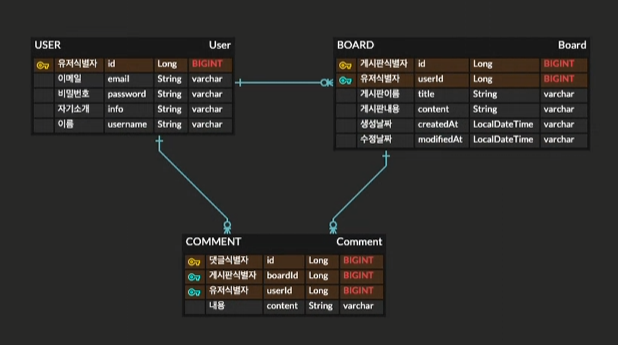 USER User
유저식별자 id Long BIGINT
이메일 email String varchar
비밀번호 password String varchar
자기소개 info String varchar
이름 username String varchar
BOARD Board
게시판식별자 id Long BIGINT
유저식별자 userId Long BIGINT
게시판이름 title String varchar
게시판내용 content String varchar
생성날짜 createdAt LocalDateTime varchar
수정날짜 modifiedAt LocalDateTime varchar
COMMENT Comment
댓글식별자 id Long BIGINT
게시판식별자 boardId Long BIGINT
유저식별자 userId Long BIGINT
내용 content String varchar